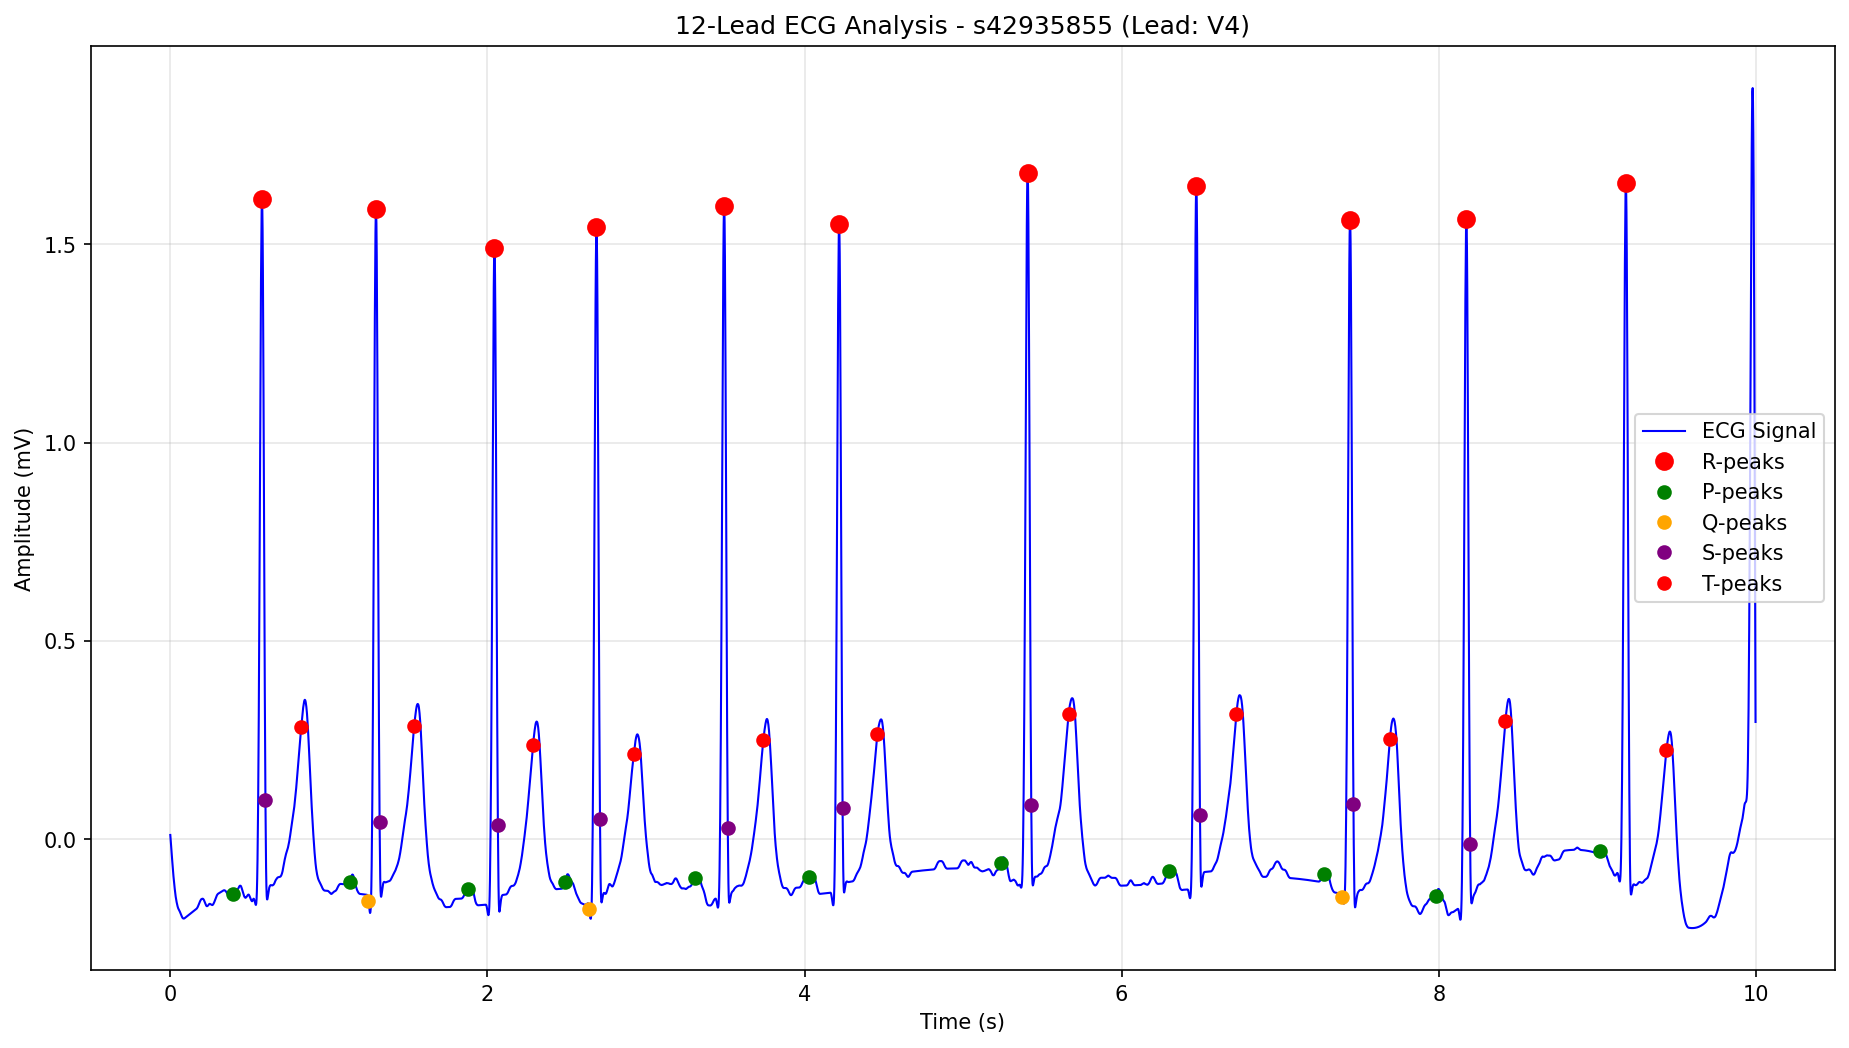 12-Lead ECG Analysis - s42935855 (Lead: V4)
Amplitude (mV)
1.5
1.0
0.5
0.0
ECG Signal
R-peaks
P-peaks
Q-peaks
S-peaks
T-peaks
0 2 4 6 8 10
Time (s)